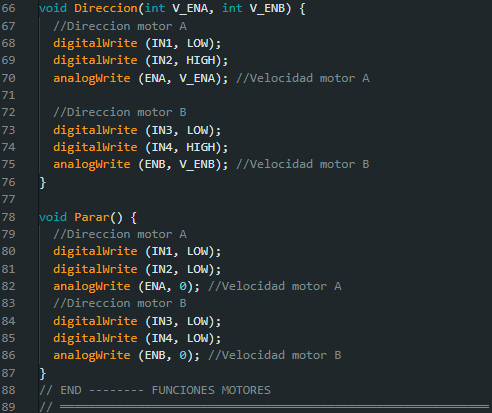 66 void Direccion(int V_ENA, int V_ENB) {
67 //Direccion motor A
68 digitalWrite (IN1, LOW);
69 digitalWrite (IN2, HIGH);
70 analogWrite (ENA, V_ENA); //Velocidad motor A
71
72 //Direccion motor B
73 digitalWrite (IN3, LOW);
74 digitalWrite (IN4, HIGH);
75 analogWrite (ENB, V_ENB); //Velocidad motor B
76 }
77
78 void Parar() {
79 //Direccion motor A
80 digitalWrite (IN1, LOW);
81 digitalWrite (IN2, LOW);
82 analogWrite (ENA, 0); //Velocidad motor A
83 //Direccion motor B
84 digitalWrite (IN3, LOW);
85 digitalWrite (IN4, LOW);
86 analogWrite (ENB, 0); //Velocidad motor B
87 }
88 // END -------- FUNCIONES MOTORES
89 // ═══════════════════════════════════════════════════════════